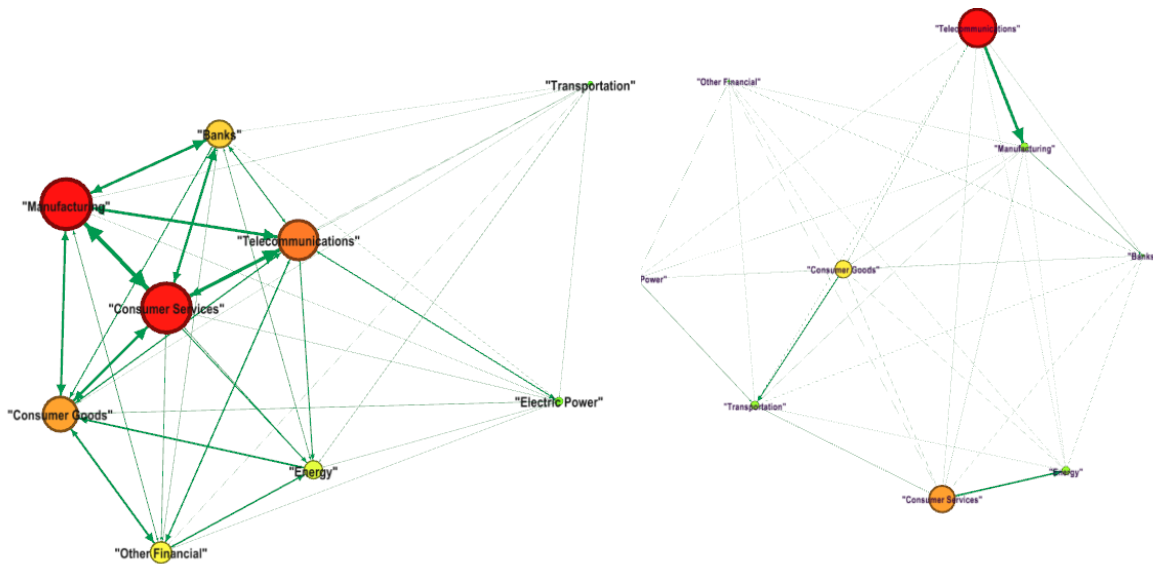 "Transportation"
"Banks"
"Manufacturing"
"Telecommunications"
"Consumer Services"
"Consumer Goods"
"Electric Power"
"Energy"
"Other Financial"
"Telecommunications"
"Other Financial"
"Manufacturing"
"Banks
"Consumer Goods"
Power"
"Transportation"
"Energy"
"Consumer Services"